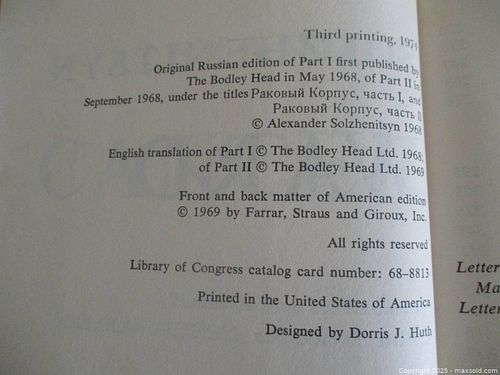 Third printing, 1974
Original Russian edition of Part I first published by
The Bodley Head in May 1968, of Part II in
September 1968, under the titles Раковый Корпус, часть I, and
Раковый Корпус, часть II
© Alexander Solzhenitsyn 1968
English translation of Part I © The Bodley Head Ltd. 1968;
of Part II © The Bodley Head Ltd. 1969
Front and back matter of American edition
© 1969 by Farrar, Straus and Giroux, Inc.
All rights reserved
Library of Congress catalog card number: 68-8813
Printed in the United States of America
Designed by Dorris J. Huth
Letter
Ma
Letter
Copyright 2025 - maxsold.com